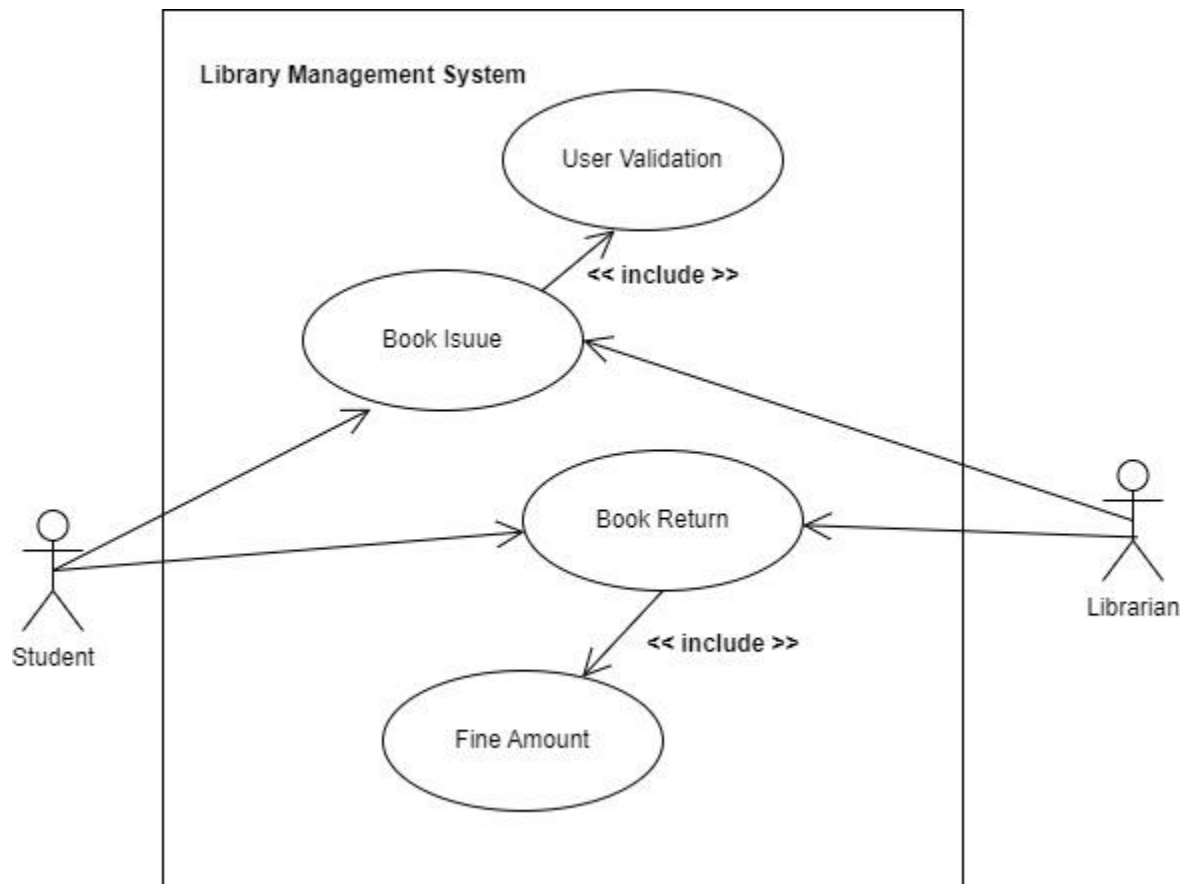 Library Management System
User Validation
<< include >>
Book Isuue
Book Return
Librarian
<< include >>
Student
Fine Amount